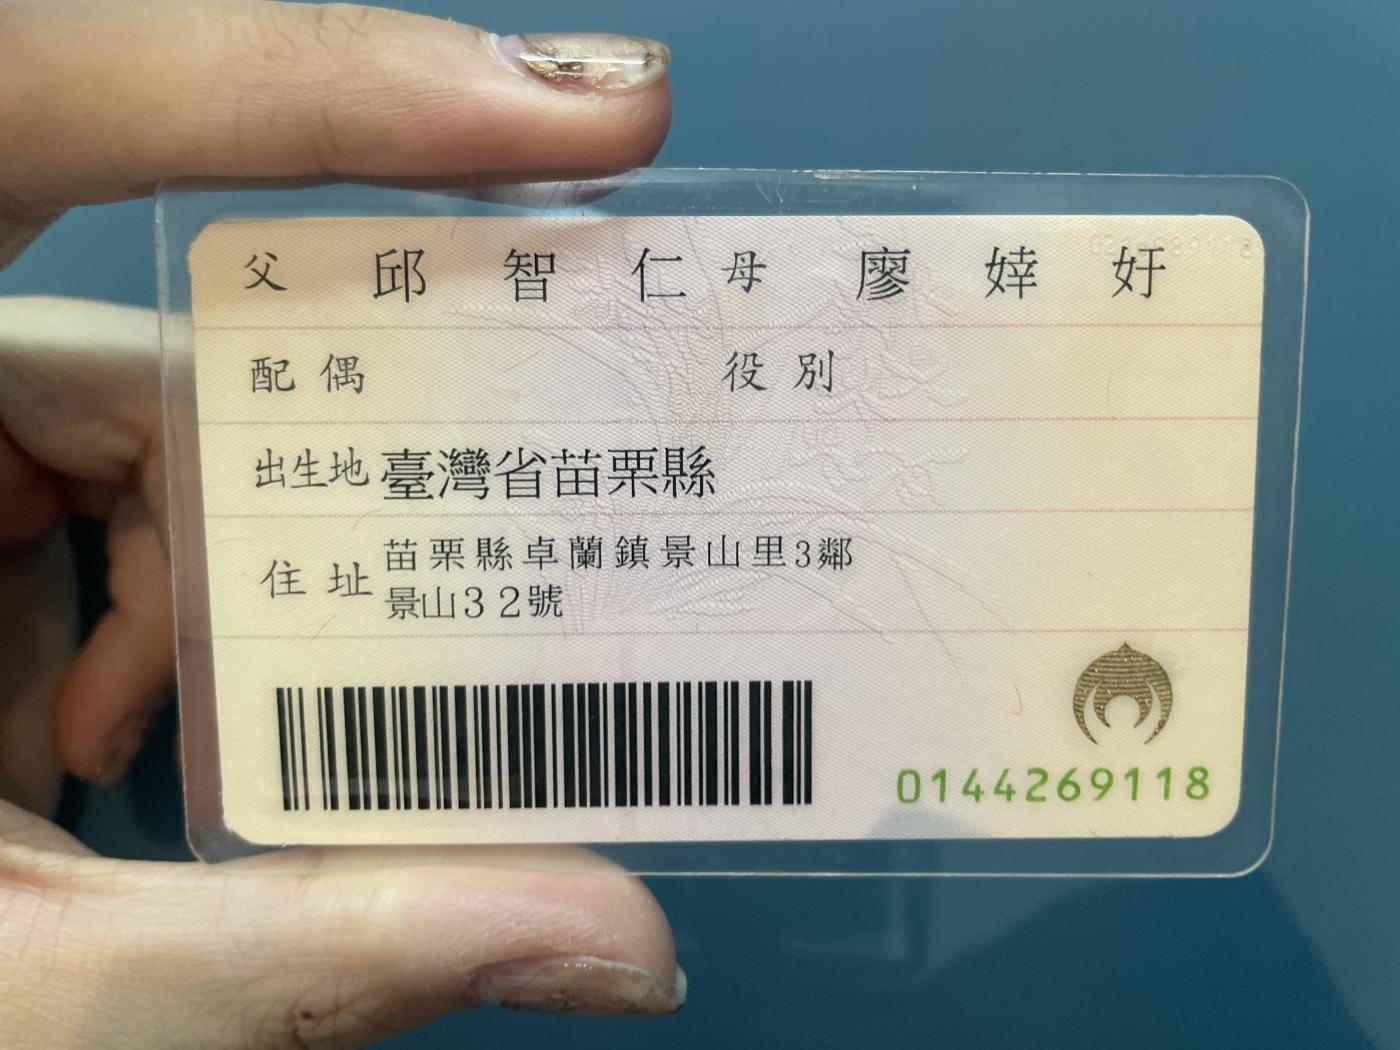 父 邱智仁 母 廖婞奸
配偶 役別
出生地 臺灣省苗栗縣
住址 苗栗縣卓蘭鎮景山里3鄰
景山32號
0144269118